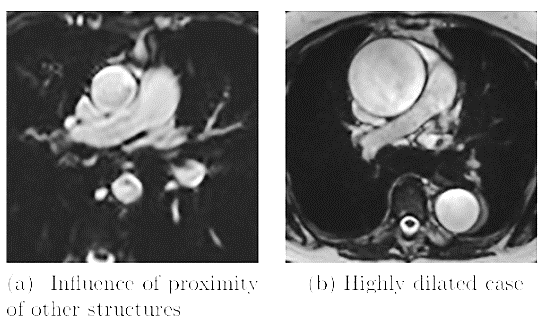 (a) Influence of proximity
of other structures
(b) Highly dilated case